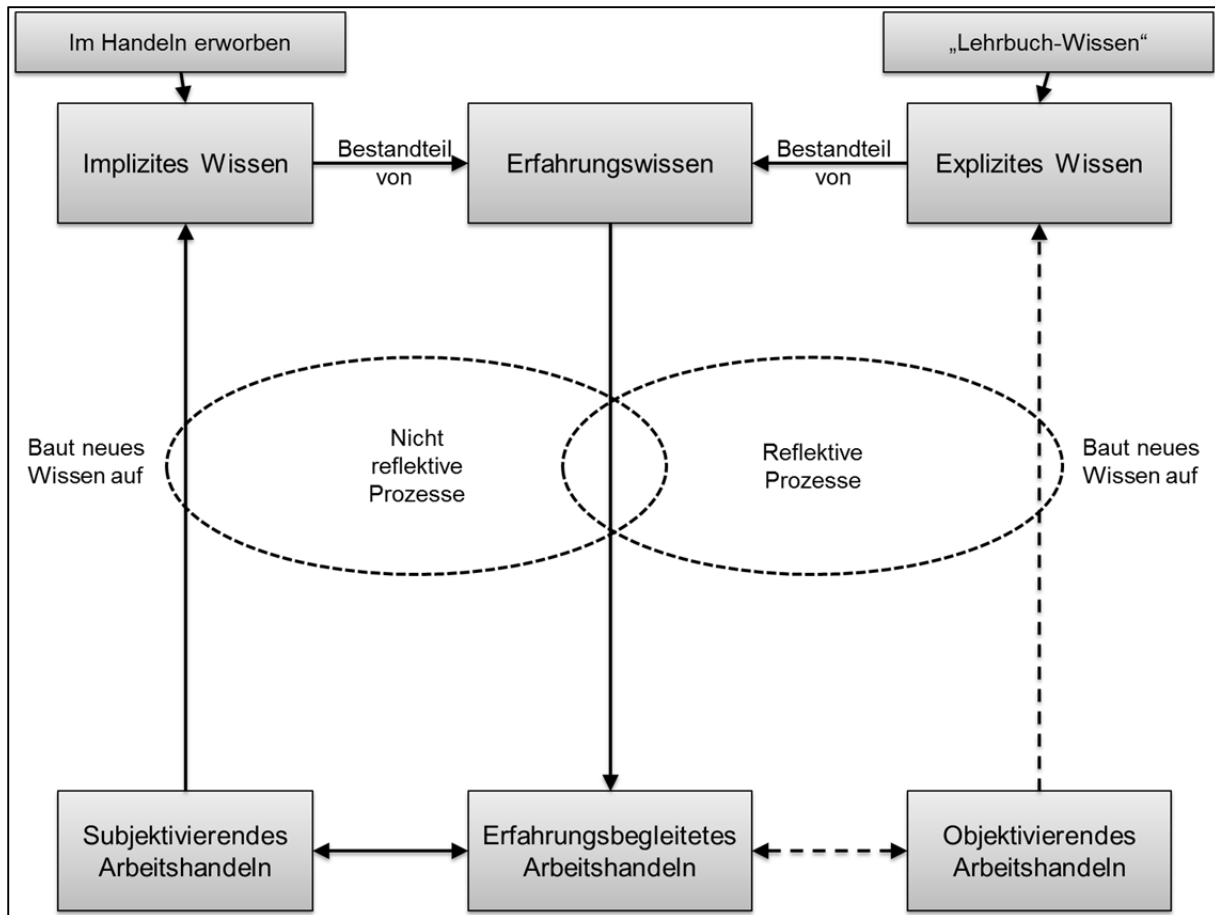 Im Handeln erworben
„Lehrbuch-Wissen“
Implizites Wissen
Bestandteil
von
Erfahrungswissen
Bestandteil
von
Explizites Wissen
Baut neues
Wissen auf
Nicht
reflektive
Prozesse
Reflektive
Prozesse
Baut neues
Wissen auf
Subjektivierendes
Arbeitshandeln
Erfahrungsbegleitetes
Arbeitshandeln
Objektivierendes
Arbeitshandeln